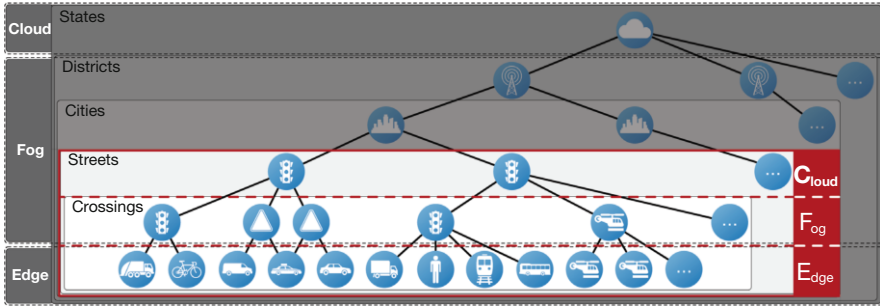 Cloud
States
Districts
...
Fog
Cities
...
Streets
...
Cloud
Crossings
...
Fog
Edge
...
Edge